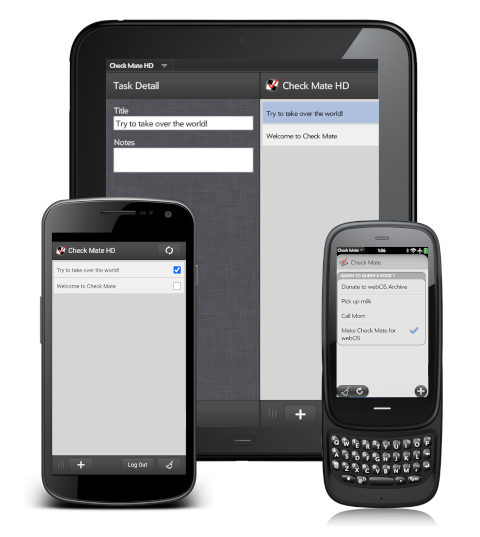 Check Mate HD
Task Detail
Check Mate HD
Title
Try to take over the world!
Notes
Try to take over the world!
Welcome to Check Mate
Check Mate HD
Try to take over the world!
Welcome to Check Mate
Log Out
Check Mate
1:36
Check Mate
QUEEN TO QUEEN'S ROOK 1
Donate to webOS Archive
Pick up milk
Call Mom
Make Check Mate for
webOS
Q W E R T Y U I O P
A S D F G H J K L
Z X C V B N M